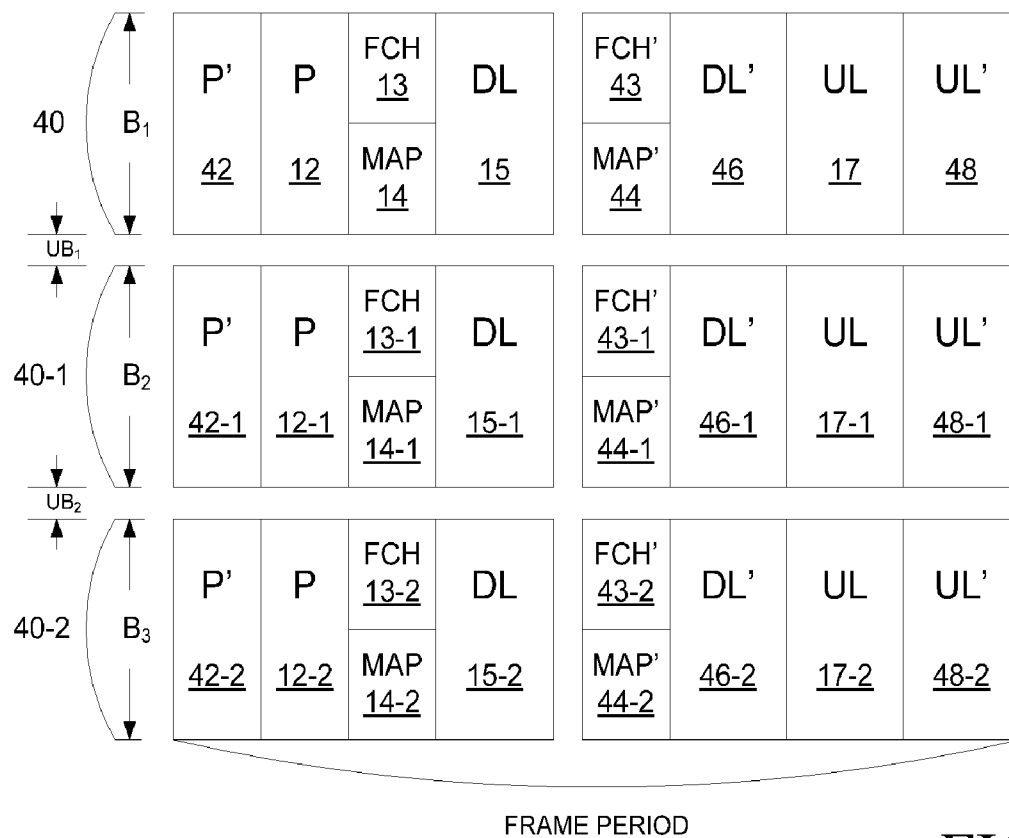 FCH FCH'
P' P 13 DL 43 DL' UL UL'
40 B₁
MAP MAP'
42 12 14 15 44 46 17 48
UB₁
FCH FCH'
P' P 13-1 DL 43-1 DL' UL UL'
40-1 B₂
MAP MAP'
42-1 12-1 14-1 15-1 44-1 46-1 17-1 48-1
UB₂
FCH FCH'
P' P 13-2 DL 43-2 DL' UL UL'
40-2 B₃
MAP MAP'
42-2 12-2 14-2 15-2 44-2 46-2 17-2 48-2
FRAME PERIOD